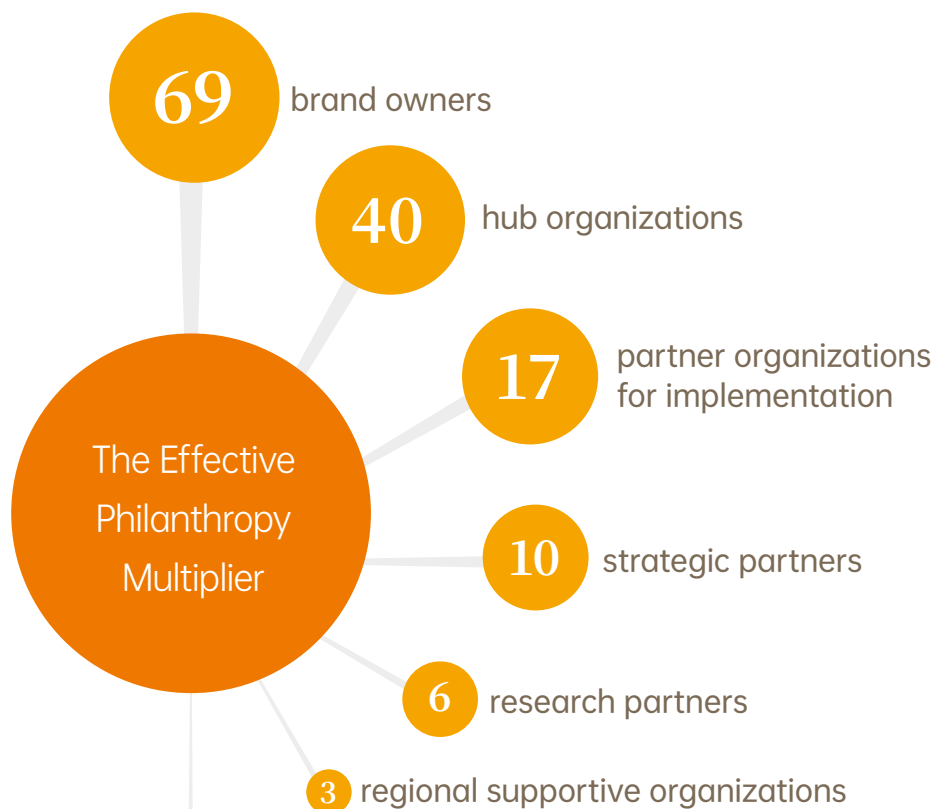 69 brand owners
40 hub organizations
17 partner organizations
for implementation
The Effective
Philanthropy
Multiplier
10 strategic partners
6 research partners
3 regional supportive organizations